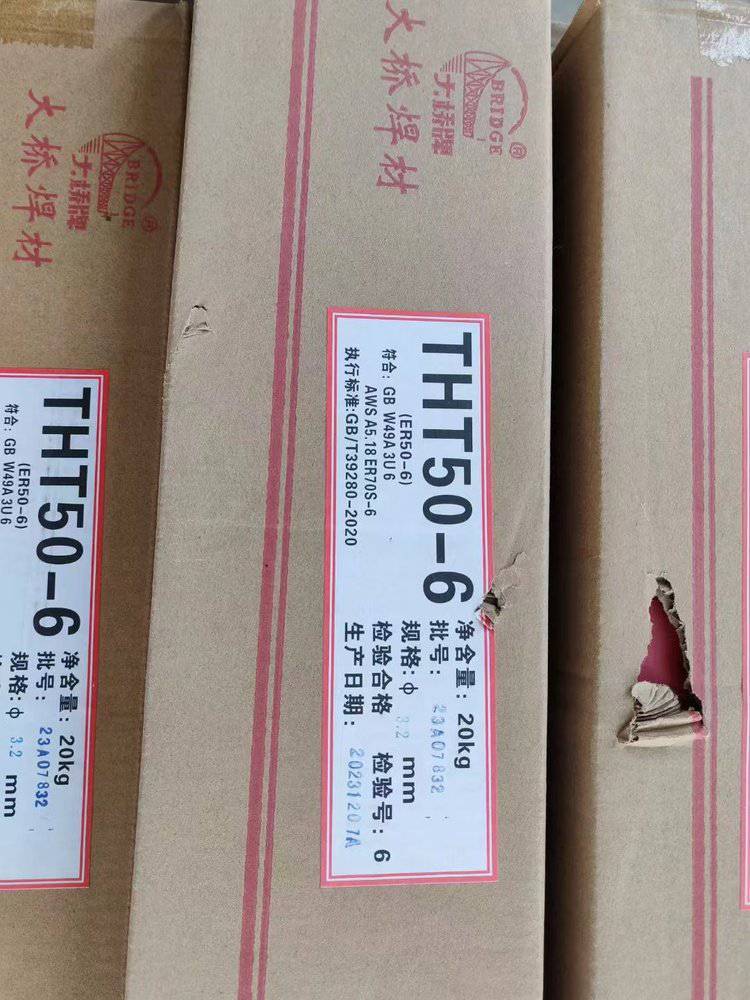 大桥焊材
BRIDGE
®
大桥牌
THT50-6
(ER50-6)
符合: GB W49A3U6
净含量: 20kg
批号: 23A07832
规格:φ 3.2 mm
大桥焊材
BRIDGE
®
大桥牌
THT50-6
(ER50-6)
符合: GB W49A3U6
AWS A5.18 ER70S-6
执行标准:GB/T39280-2020
净含量: 20kg
批号: 23A07832
规格:φ 3.2 mm
检验合格 检验号: 6
生产日期: 20231207A